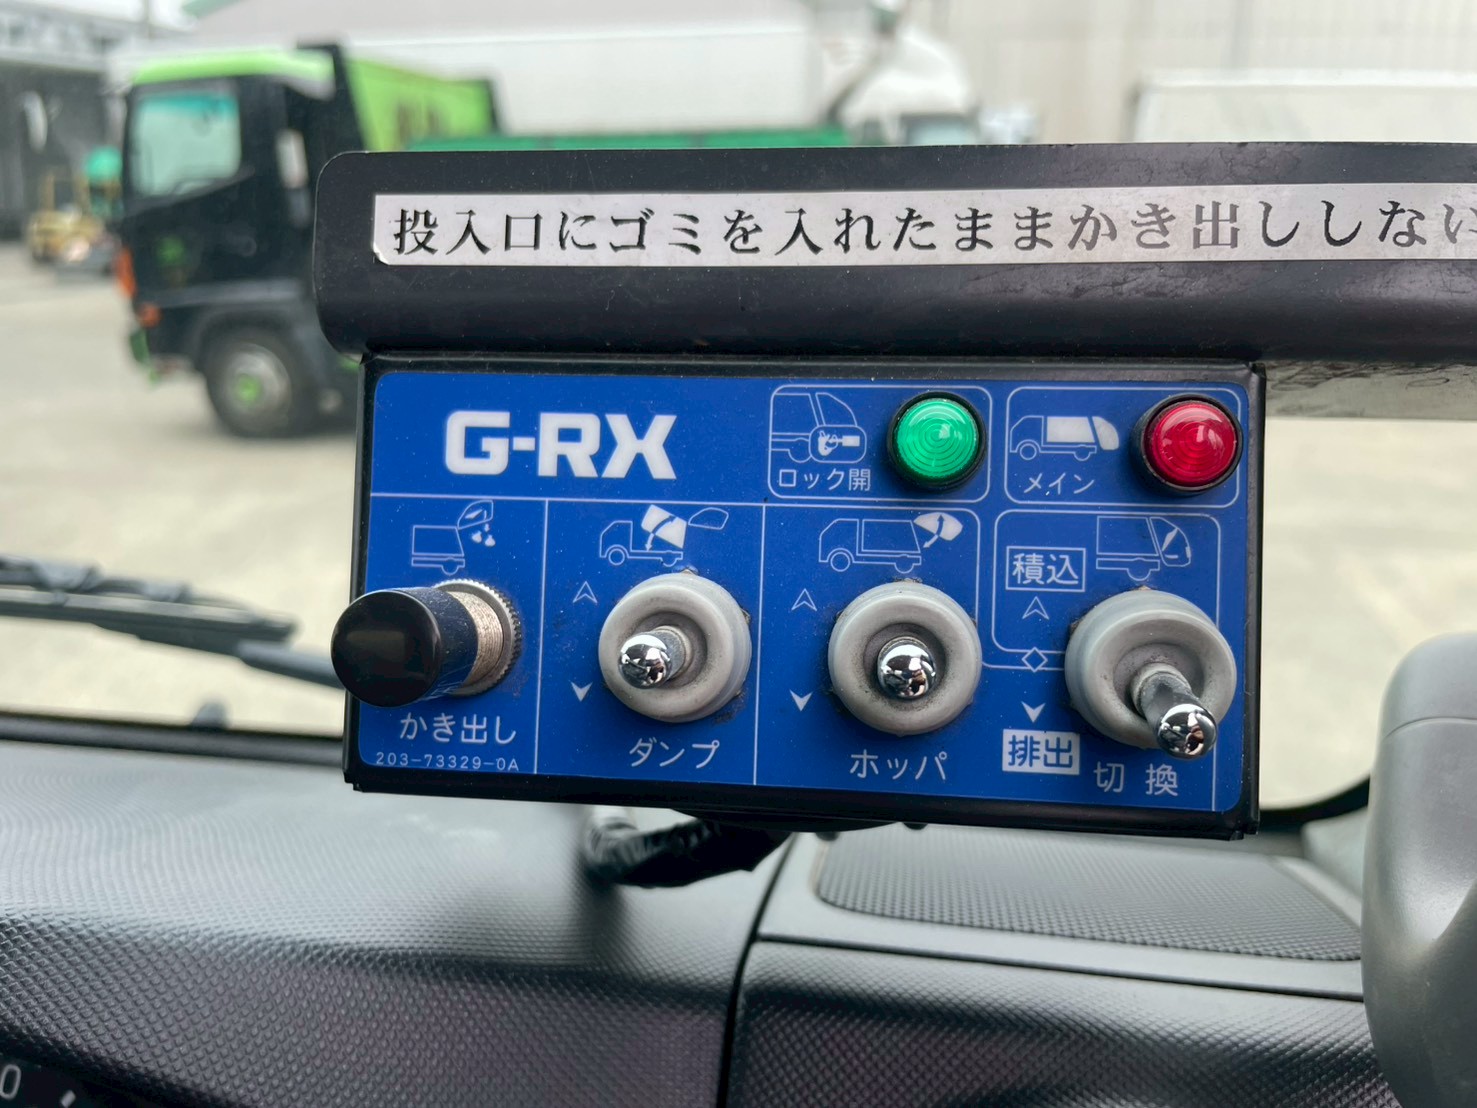 投入口にゴミを入れたままかき出ししない
G-RX
ロック開
メイン
積込
かき出し
203-73329-0A
ダンプ
ホッパ
排出
切換
0